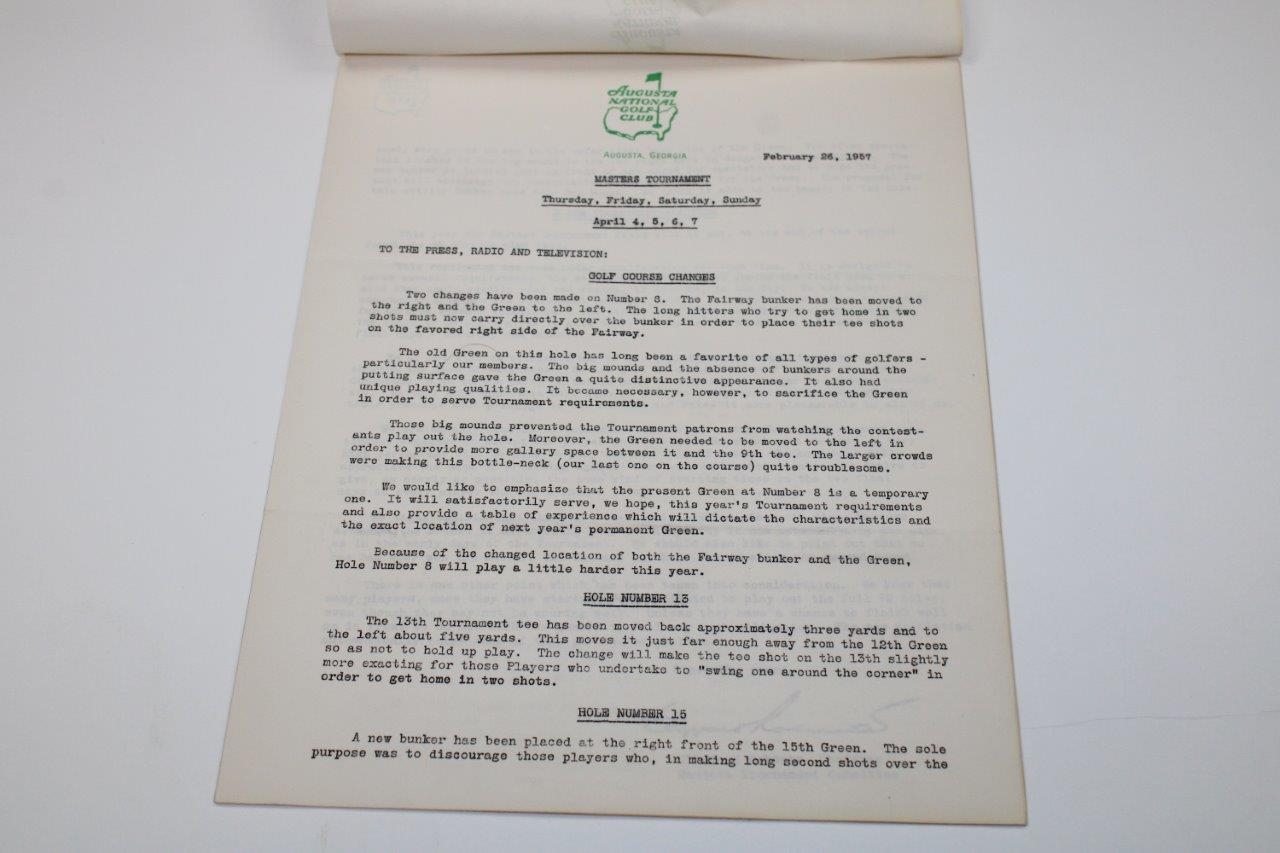 AUGUSTA
NATIONAL
GOLF
CLUB
AUGUSTA, GEORGIA
February 26, 1957
MASTERS TOURNAMENT
Thursday, Friday, Saturday, Sunday
April 4, 5, 6, 7
TO THE PRESS, RADIO AND TELEVISION:
GOLF COURSE CHANGES
Two changes have been made on Number 8. The Fairway bunker has been moved to
the right and the Green to the left. The long hitters who try to get home in two
shots must now carry directly over the bunker in order to place their tee shots
on the favored right side of the Fairway.
The old Green on this hole has long been a favorite of all types of golfers -
particularly our members. The big mounds and the absence of bunkers around the
putting surface gave the Green a quite distinctive appearance. It also had
unique playing qualities. It became necessary, however, to sacrifice the Green
in order to serve Tournament requirements.
Those big mounds prevented the Tournament patrons from watching the contest-
ants play out the hole. Moreover, the Green needed to be moved to the left in
order to provide more gallery space between it and the 9th tee. The larger crowds
were making this bottle-neck (our last one on the course) quite troublesome.
We would like to emphasize that the present Green at Number 8 is a temporary
one. It will satisfactorily serve, we hope, this year's Tournament requirements
and also provide a table of experience which will dictate the characteristics and
the exact location of next year's permanent Green.
Because of the changed location of both the Fairway bunker and the Green,
Hole Number 8 will play a little harder this year.
HOLE NUMBER 13
The 13th Tournament tee has been moved back approximately three yards and to
the left about five yards. This moves it just far enough away from the 12th Green
so as not to hold up play. The change will make the tee shot on the 13th slightly
more exacting for those Players who undertake to "swing one around the corner" in
order to get home in two shots.
HOLE NUMBER 15
A new bunker has been placed at the right front of the 15th Green. The sole
purpose was to discourage those players who, in making long second shots over the